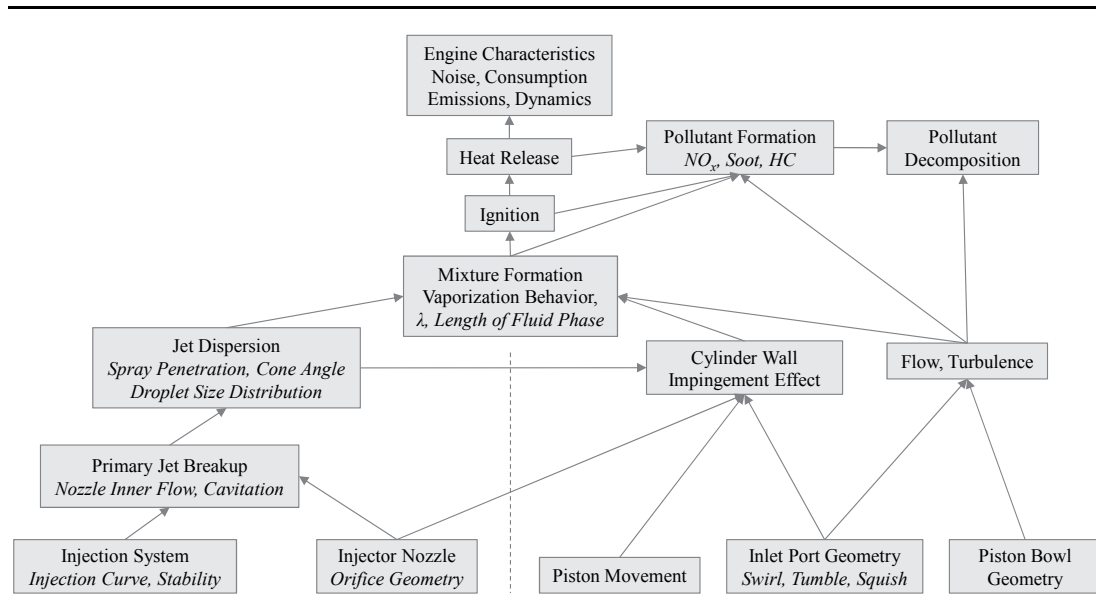 Engine Characteristics
Noise, Consumption
Emissions, Dynamics
Heat Release
Pollutant Formation
NOx, Soot, HC
Pollutant
Decomposition
Ignition
Mixture Formation
Vaporization Behavior,
λ, Length of Fluid Phase
Jet Dispersion
Spray Penetration, Cone Angle
Droplet Size Distribution
Cylinder Wall
Impingement Effect
Flow, Turbulence
Primary Jet Breakup
Nozzle Inner Flow, Cavitation
Injection System
Injection Curve, Stability
Injector Nozzle
Orifice Geometry
Piston Movement
Inlet Port Geometry
Swirl, Tumble, Squish
Piston Bowl
Geometry